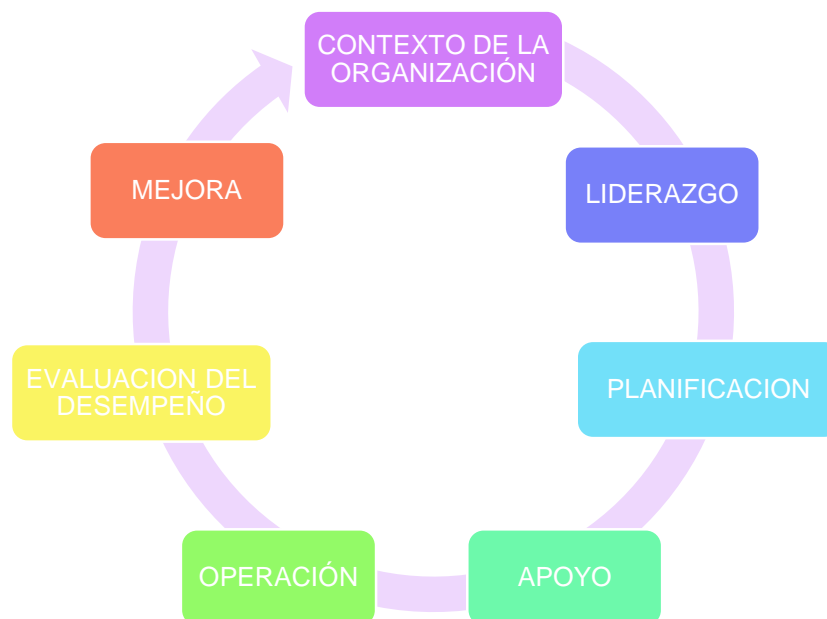 CONTEXTO DE LA
ORGANIZACIÓN
LIDERAZGO
PLANIFICACION
APOYO
OPERACIÓN
EVALUACION DEL
DESEMPEÑO
MEJORA